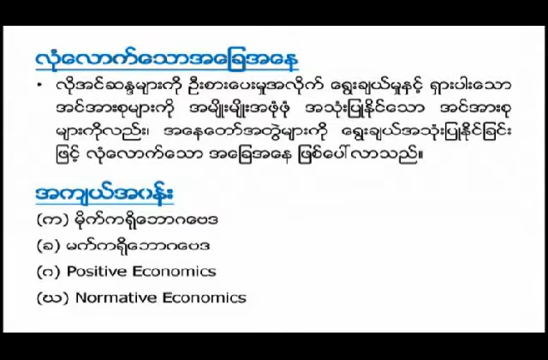 လုံလောက်သောအခြေအနေ
• လိုအင်ဆန္ဒများကို ဦးစားပေးမှုအလိုက် ရွေးချယ်မှုနှင့် ရှားပါးသော
အင်အားစုများကို အမျိုးမျိုးအဖုံဖုံ အသုံးပြုနိုင်သော အင်အားစု
များကိုလည်း၊ အနေတော်အတွဲများကို ရွေးချယ်အသုံးပြုနိုင်ခြင်း
ဖြင့် လုံလောက်သော အခြေအနေ ဖြစ်ပေါ်လာသည်။
အကျယ်အဝန်း
(က) မိုက်ကရိုဘောဂဗေဒ
(ခ) မက်ကရိုဘောဂဗေဒ
(ဂ) Positive Economics
(ဃ) Normative Economics